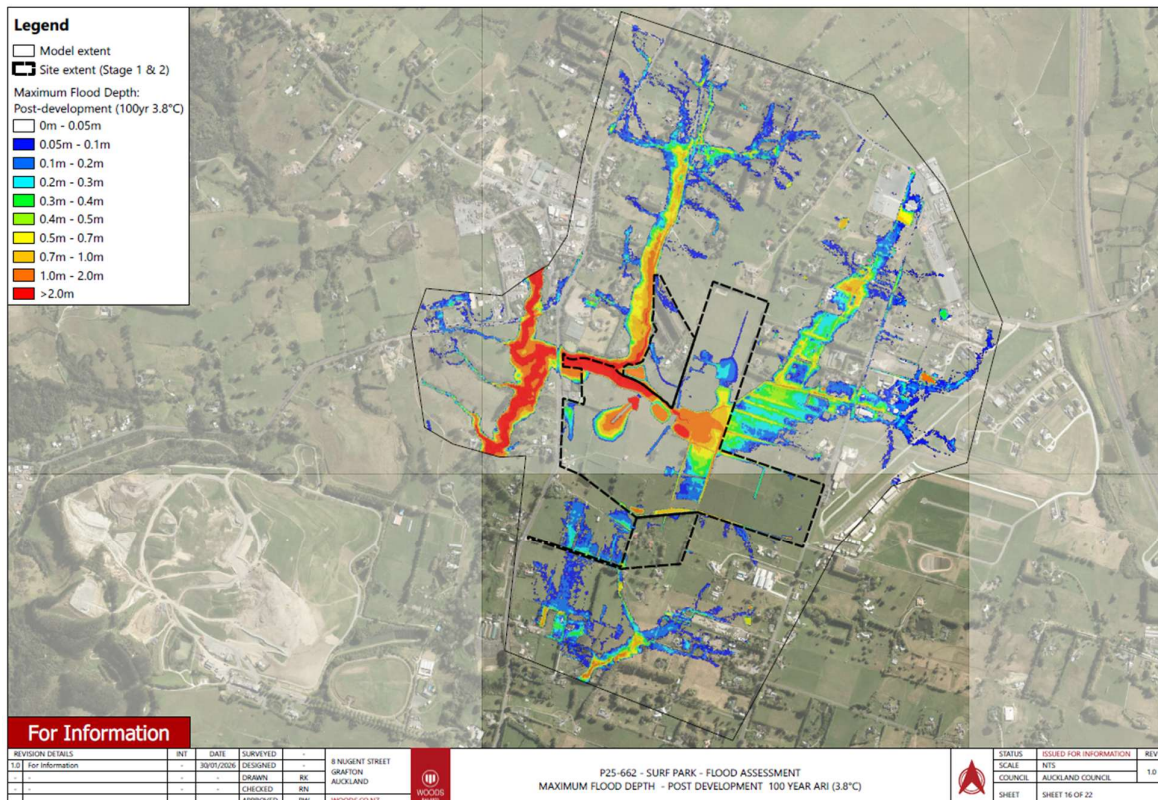 Legend
Model extent
Site extent (Stage 1 & 2)
Maximum Flood Depth:
Post-development (100yr 3.8°C)
0m - 0.05m
0.05m - 0.1m
0.1m - 0.2m
0.2m - 0.3m
0.3m - 0.4m
0.4m - 0.5m
0.5m - 0.7m
0.7m - 1.0m
1.0m - 2.0m
>2.0m
For Information
REVISION DETAILS INT DATE SURVEYED -
1.0 For Information - 30/01/2026 DESIGNED -
- - - - DRAWN RK
- - - - CHECKED RN
8 NUGENT STREET
GRAFTON
AUCKLAND
WOODS.CO.NZ
WOODS
P25-662 - SURF PARK - FLOOD ASSESSMENT
MAXIMUM FLOOD DEPTH - POST DEVELOPMENT 100 YEAR ARI (3.8°C)
STATUS ISSUED FOR INFORMATION REV
SCALE NTS 1.0
COUNCIL AUCKLAND COUNCIL
SHEET SHEET 16 OF 22